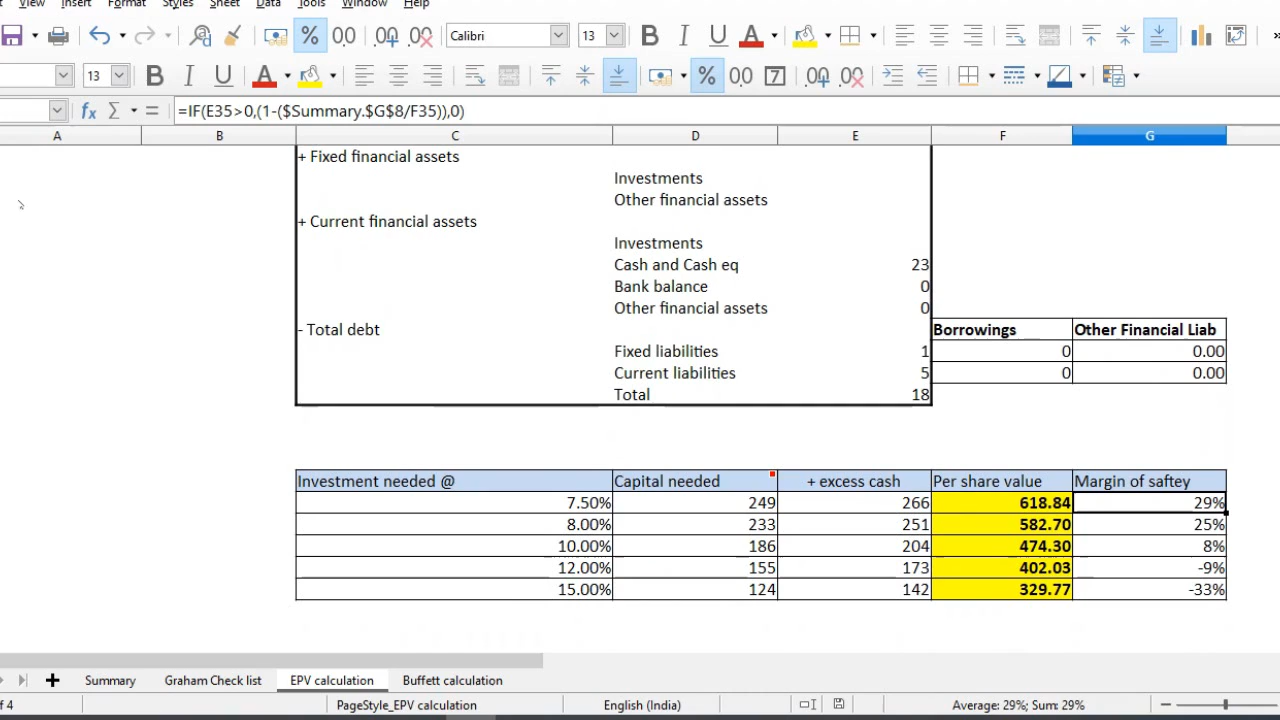 View Insert Format Styles Sheet Data Tools Window Help
Calibri 13
13
=IF(E35>0,(1-($Summary.$G$8/F35)),0)
A B C D E F G
+ Fixed financial assets
Investments
Other financial assets
+ Current financial assets
Investments
Cash and Cash eq 23
Bank balance 0
Other financial assets 0
- Total debt Borrowings Other Financial Liab
Fixed liabilities 1 0 0.00
Current liabilities 5 0 0.00
Total 18
Investment needed @ Capital needed + excess cash Per share value Margin of saftey
7.50% 249 266 618.84 29%
8.00% 233 251 582.70 25%
10.00% 186 204 474.30 8%
12.00% 155 173 402.03 -9%
15.00% 124 142 329.77 -33%
Summary Graham Check list EPV calculation Buffett calculation
of 4 PageStyle_EPV calculation English (India) Average: 29%; Sum: 29%